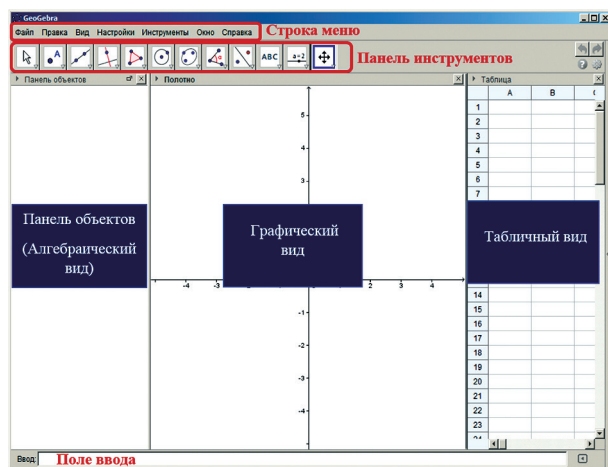 GeoGebra
Файл Правка Вид Настройки Инструменты Окно Справка
Строка меню
A
α
ABC
a=2
Панель инструментов
Панель объектов
Полотно
Таблица
A B C
1
2
3
4
5
6
7
14
15
16
17
18
19
20
21
22
23
24
5
4
3
-1
-2
-3
-4
-4 -3 2 3 4
Панель объектов
(Алгебраический
вид)
Графический
вид
Табличный вид
Ввод:
Поле ввода